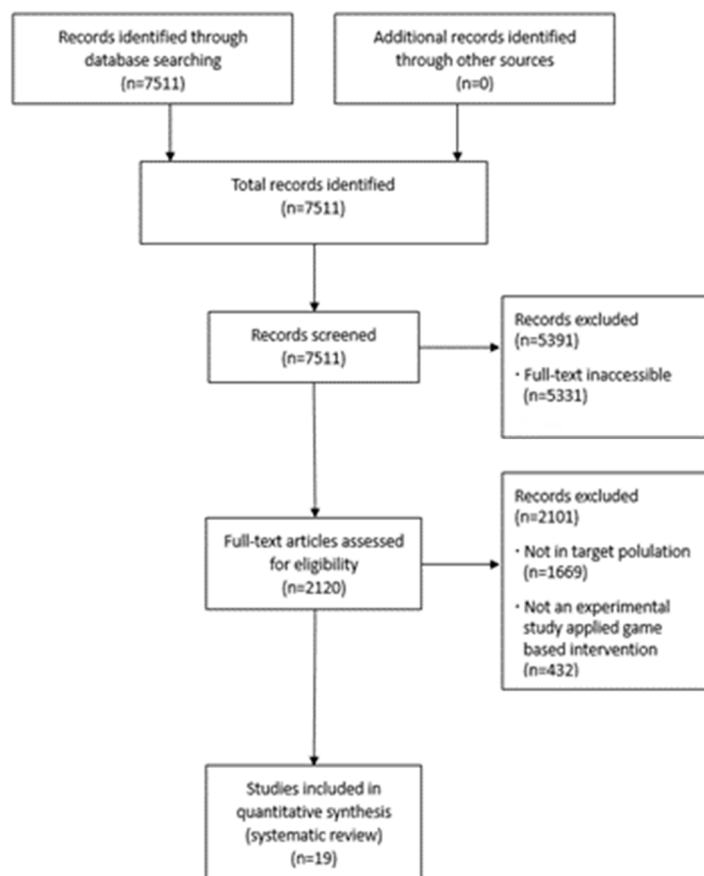 Records identified through
database searching
(n=7511)
Additional records identified
through other sources
(n=0)
Total records identified
(n=7511)
Records screened
(n=7511)
Records excluded
(n=5391)
· Full-text inaccessible
(n=5331)
Full-text articles assessed
for eligibility
(n=2120)
Records excluded
(n=2101)
· Not in target polulation
(n=1669)
· Not an experimental
study applied game
based intervention
(n=432)
Studies included in
quantitative synthesis
(systematic review)
(n=19)